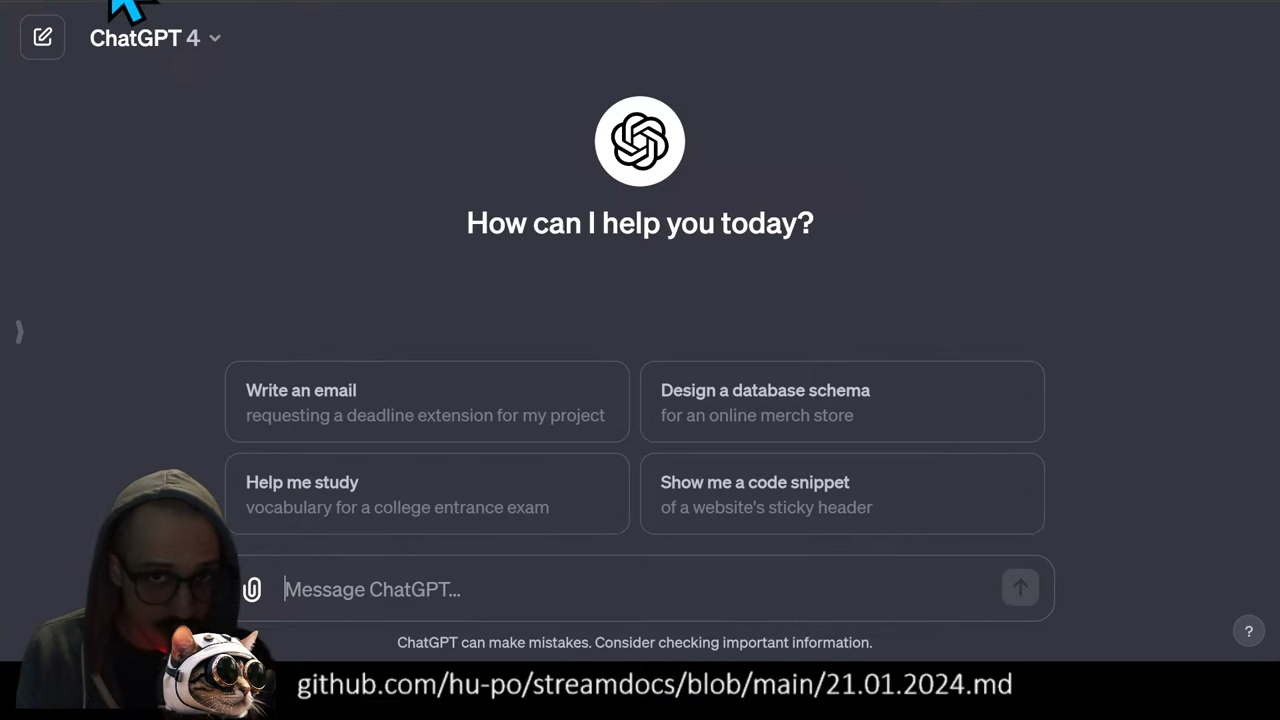 ChatGPT 4
How can I help you today?
Write an email
requesting a deadline extension for my project
Design a database schema
for an online merch store
Help me study
vocabulary for a college entrance exam
Show me a code snippet
of a website's sticky header
Message ChatGPT...
ChatGPT can make mistakes. Consider checking important information.
?
github.com/hu-po/streamdocs/blob/main/21.01.2024.md